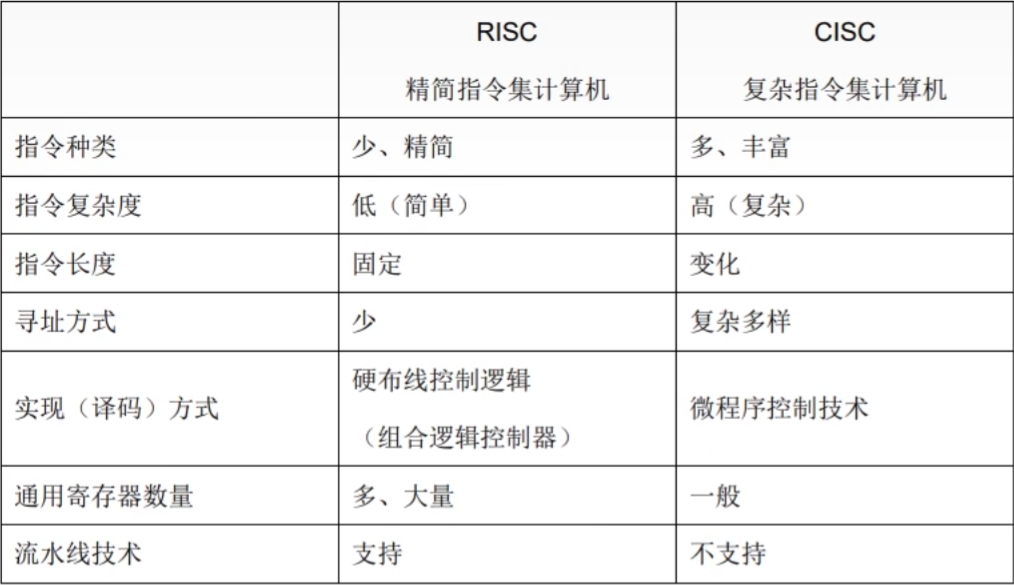 RISC
精简指令集计算机
CISC
复杂指令集计算机
指令种类
少、精简
多、丰富
指令复杂度
低（简单）
高（复杂）
指令长度
固定
变化
寻址方式
少
复杂多样
实现（译码）方式
硬布线控制逻辑
（组合逻辑控制器）
微程序控制技术
通用寄存器数量
多、大量
一般
流水线技术
支持
不支持